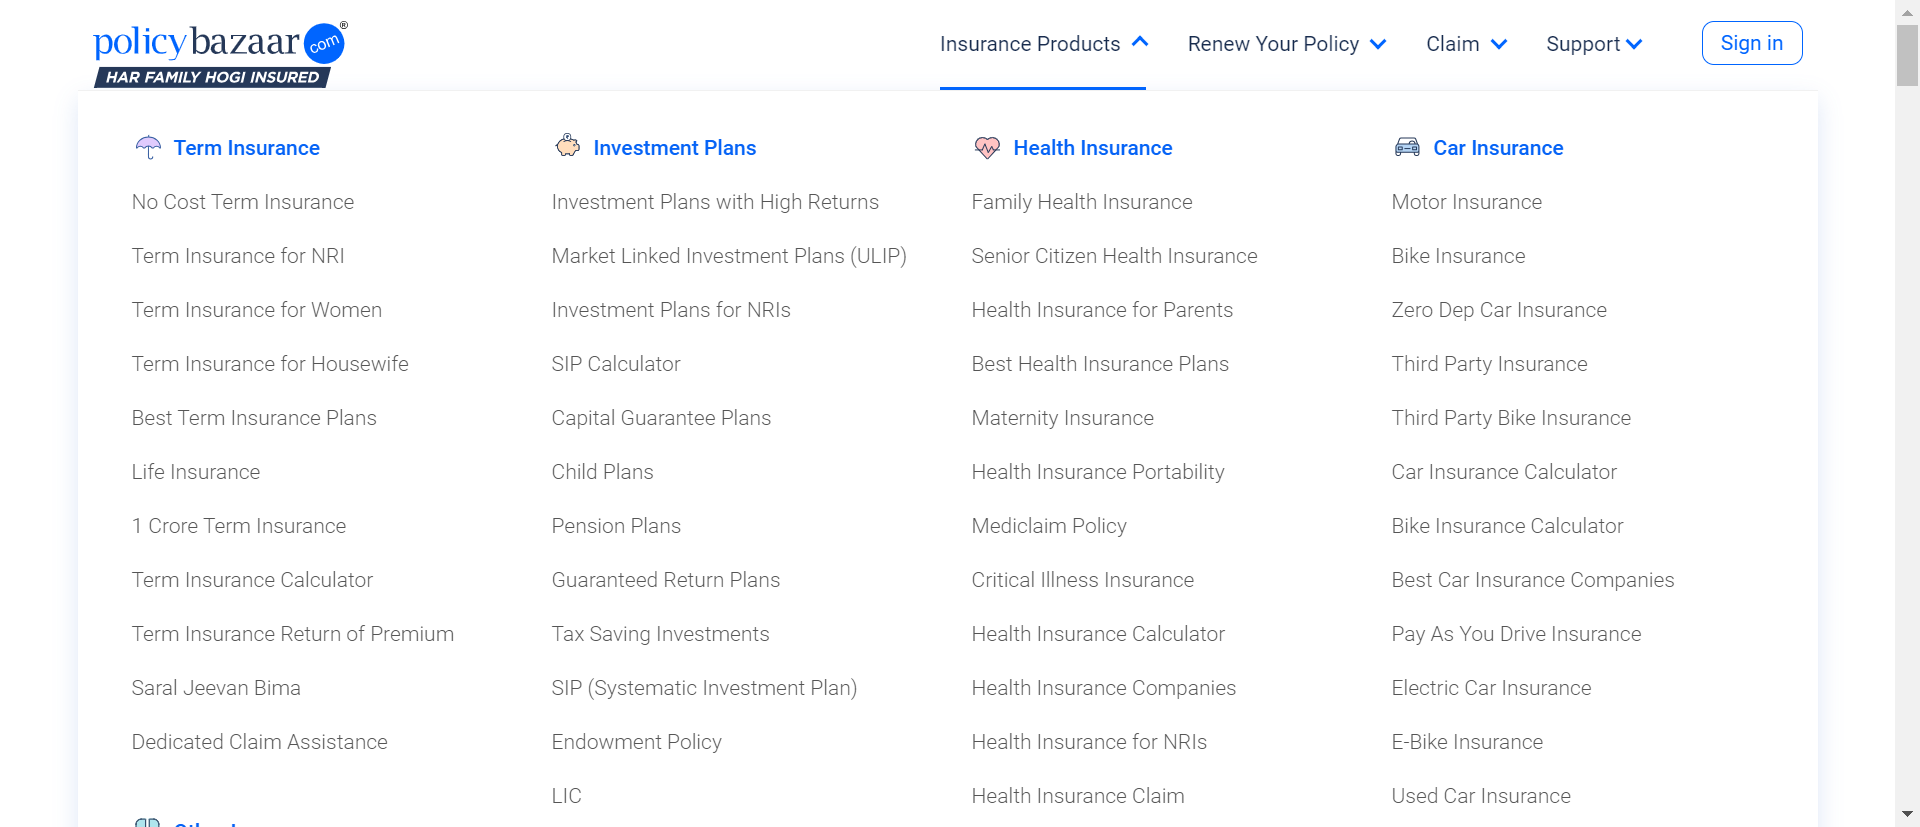 policybazaar.com®
HAR FAMILY HOGI INSURED
Insurance Products
Renew Your Policy
Claim
Support
Sign in
Term Insurance
No Cost Term Insurance
Term Insurance for NRI
Term Insurance for Women
Term Insurance for Housewife
Best Term Insurance Plans
Life Insurance
1 Crore Term Insurance
Term Insurance Calculator
Term Insurance Return of Premium
Saral Jeevan Bima
Dedicated Claim Assistance
Investment Plans
Investment Plans with High Returns
Market Linked Investment Plans (ULIP)
Investment Plans for NRIs
SIP Calculator
Capital Guarantee Plans
Child Plans
Pension Plans
Guaranteed Return Plans
Tax Saving Investments
SIP (Systematic Investment Plan)
Endowment Policy
LIC
Health Insurance
Family Health Insurance
Senior Citizen Health Insurance
Health Insurance for Parents
Best Health Insurance Plans
Maternity Insurance
Health Insurance Portability
Mediclaim Policy
Critical Illness Insurance
Health Insurance Calculator
Health Insurance Companies
Health Insurance for NRIs
Health Insurance Claim
Car Insurance
Motor Insurance
Bike Insurance
Zero Dep Car Insurance
Third Party Insurance
Third Party Bike Insurance
Car Insurance Calculator
Bike Insurance Calculator
Best Car Insurance Companies
Pay As You Drive Insurance
Electric Car Insurance
E-Bike Insurance
Used Car Insurance